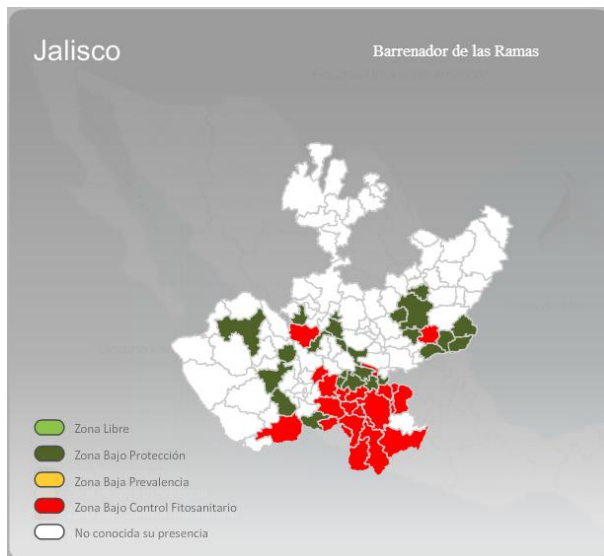 Jalisco
Barrenador de las Ramas
Zona Libre
Zona Bajo Protección
Zona Baja Prevalencia
Zona Bajo Control Fitosanitario
No conocida su presencia